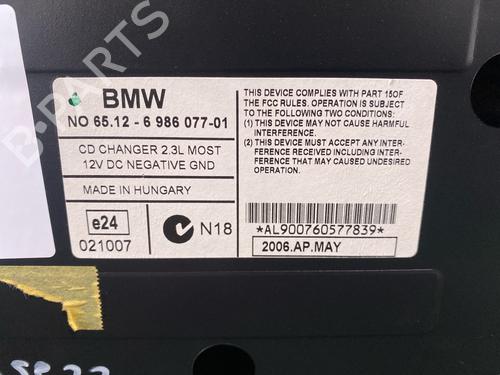 B-PARTS
BMW
NO 65.12 - 6 986 077-01
CD CHANGER 2.3L MOST
12V DC NEGATIVE GND
MADE IN HUNGARY
e24
021007
N18
THIS DEVICE COMPLIES WITH PART 15OF
THE FCC RULES. OPERATION IS SUBJECT
TO THE FOLLOWING TWO CONDITIONS:
(1) THIS DEVICE MAY NOT CAUSE HARMFUL
INTERFERENCE.
(2) THIS DEVICE MUST ACCEPT ANY INTER-
FERENCE RECEIVED INCLUDING INTER-
FERENCE THAT MAY CAUSE UNDESIRED
OPERATION.
*AL900760577839*
2006.AP.MAY